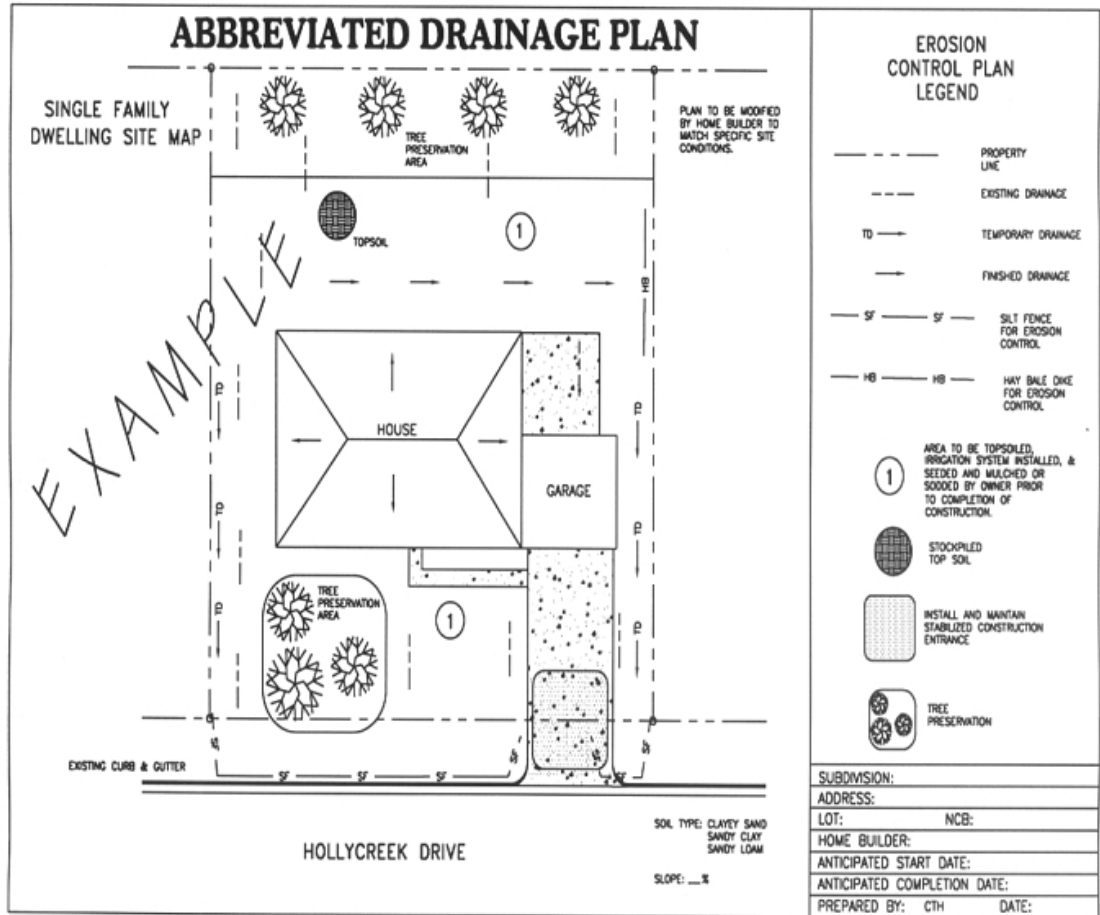 ABBREVIATED DRAINAGE PLAN
SINGLE FAMILY
DWELLING SITE MAP
TREE
PRESERVATION
AREA
PLAN TO BE MODIFIED
BY HOME BUILDER TO
MATCH SPECIFIC SITE
CONDITIONS.
TOPSOIL
1
EXAMPLE
HB
TD
TD
TD
TD
TD
TD
HOUSE
GARAGE
TREE
PRESERVATION
AREA
1
SF
SF
SF
SF
SF
SF
SF
SF
EXISTING CURB & GUTTER
HOLLYCREEK DRIVE
SOIL TYPE: CLAYEY SAND
SANDY CLAY
SANDY LOAM
SLOPE: __%
EROSION
CONTROL PLAN
LEGEND
PROPERTY
LINE
EXISTING DRAINAGE
TD
TEMPORARY DRAINAGE
FINISHED DRAINAGE
SF SF
SILT FENCE
FOR EROSION
CONTROL
HB HB
HAY BALE DIKE
FOR EROSION
CONTROL
1
AREA TO BE TOPSOILED,
IRRIGATION SYSTEM INSTALLED, &
SEEDED AND MULCHED OR
SODDED BY OWNER PRIOR
TO COMPLETION OF
CONSTRUCTION.
STOCKPILED
TOP SOIL
INSTALL AND MAINTAIN
STABILIZED CONSTRUCTION
ENTRANCE
TREE
PRESERVATION
SUBDIVISION:
ADDRESS:
LOT: NCB:
HOME BUILDER:
ANTICIPATED START DATE:
ANTICIPATED COMPLETION DATE:
PREPARED BY: CTH DATE: